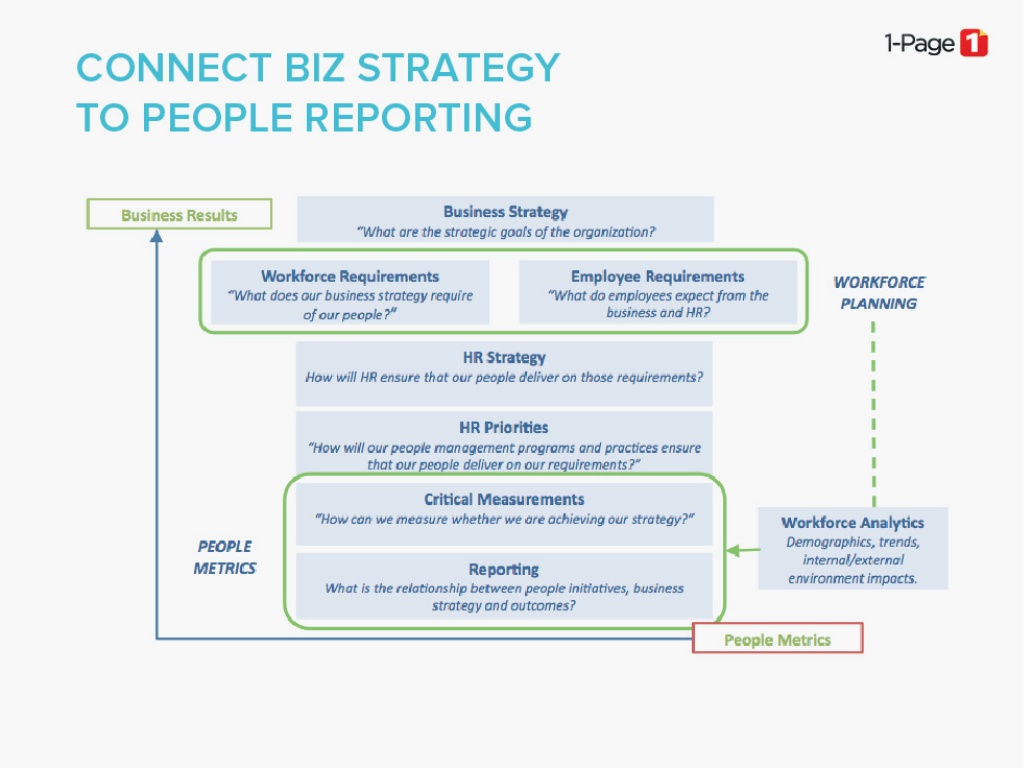 CONNECT BIZ STRATEGY
TO PEOPLE REPORTING
1-Page 1
Business Results
Business Strategy
"What are the strategic goals of the organization?
Workforce Requirements
"What does our business strategy require
of our people?"
Employee Requirements
"What do employees expect from the
business and HR?
WORKFORCE
PLANNING
HR Strategy
How will HR ensure that our people deliver on those requirements?
HR Priorities
"How will our people management programs and practices ensure
that our people deliver on our requirements?"
Critical Measurements
"How can we measure whether we are achieving our strategy?"
Workforce Analytics
Demographics, trends,
internal/external
environment impacts.
PEOPLE
METRICS
Reporting
What is the relationship between people initiatives, business
strategy and outcomes?
People Metrics